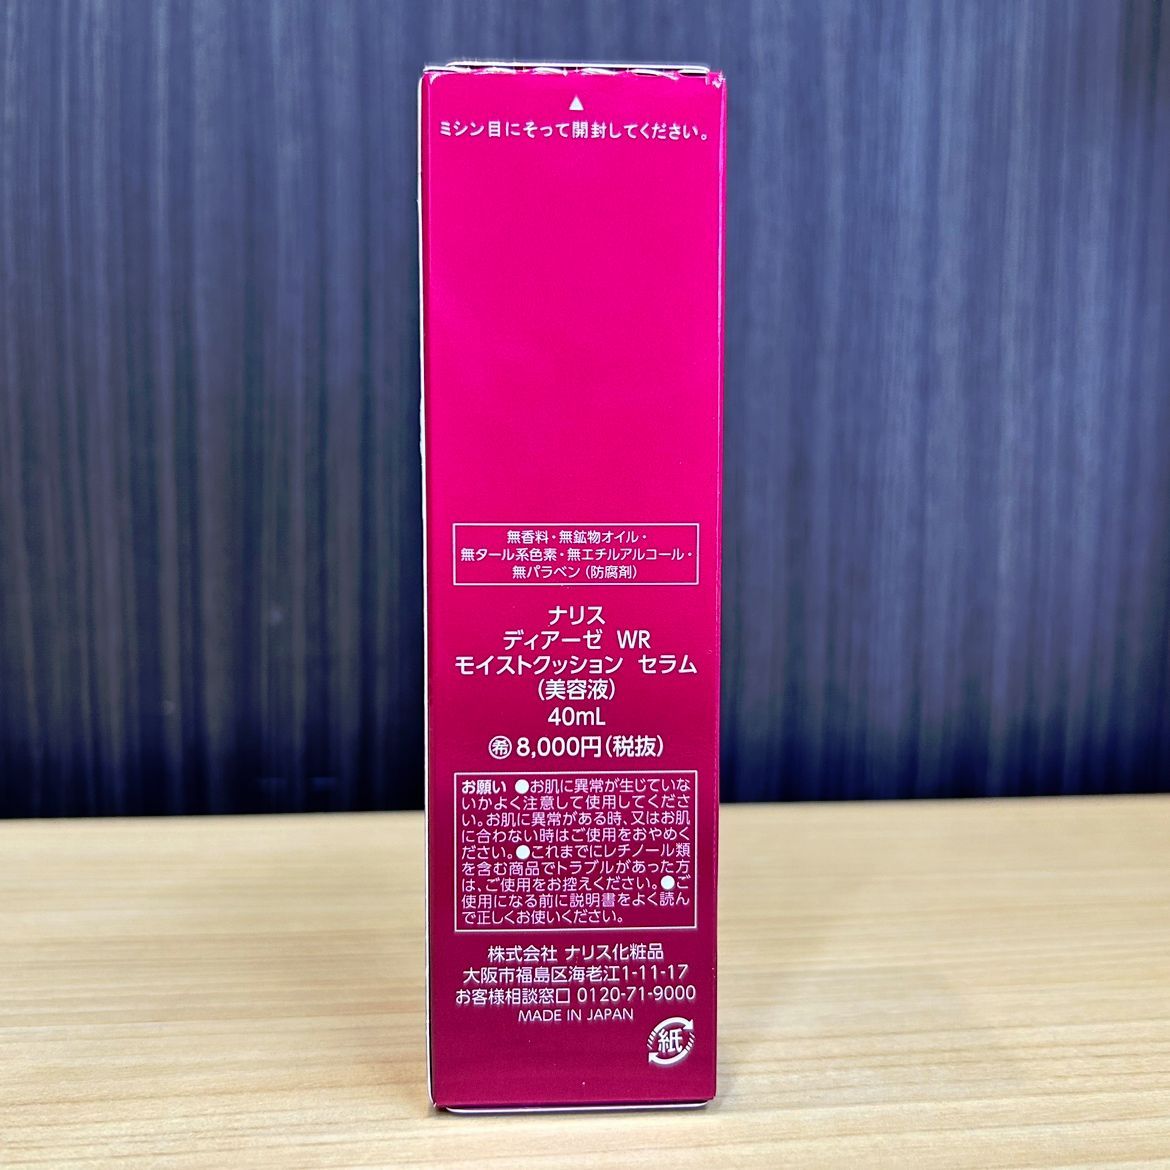 ▲
ミシン目にそって開封してください。
無香料・無鉱物オイル・
無タール系色素・無エチルアルコール・
無パラベン（防腐剤）
ナリス
ディアーゼ WR
モイストクッション セラム
（美容液）
40mL
� 8,000円（税抜）
お願い ●お肌に異常が生じていな
いかよく注意して使用してくださ
い。お肌に異常がある時、又はお肌
に合わない時はご使用をおやめく
ださい。●これまでにレチノール類
を含む商品でトラブルがあった方
は、ご使用をお控えください。●ご
使用になる前に説明書をよく読ん
で正しくお使いください。
株式会社 ナリス化粧品
大阪市福島区海老江1-11-17
お客様相談窓口 0120-71-9000
MADE IN JAPAN
紙